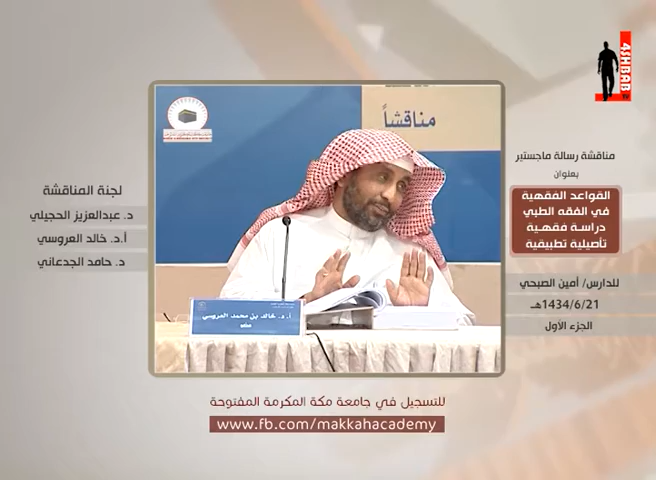 4SHBAB
TV
مناقشاً
مناقشة رسالة ماجستير
بعنوان
القواعد الفقهية
في الفقه الطبي
دراسة فقهية
تأصيلية تطبيقية
للدارس/ أمين الصبحي
1434/6/21هـ
الجزء الأول
لجنة المناقشة
د. عبدالعزيز الحجيلي
أ.د. خالد العروسي
د. حامد الجدعاني
أ.د. خالد بن محمد العروسي
للتسجيل في جامعة مكة المكرمة المفتوحة
www.fb.com/makkahacademy